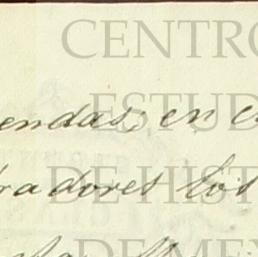 CENTRO
ESTUD
endas, en c
DE HIST
radores los
DE MEX